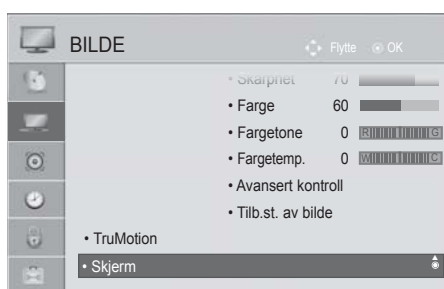 BILDE
Flytte OK
• Skarphet 70
• Farge 60
• Fargetone 0 R G
• Fargetemp. 0 W C
• Avansert kontroll
• Tilb.st. av bilde
• TruMotion
• Skjerm